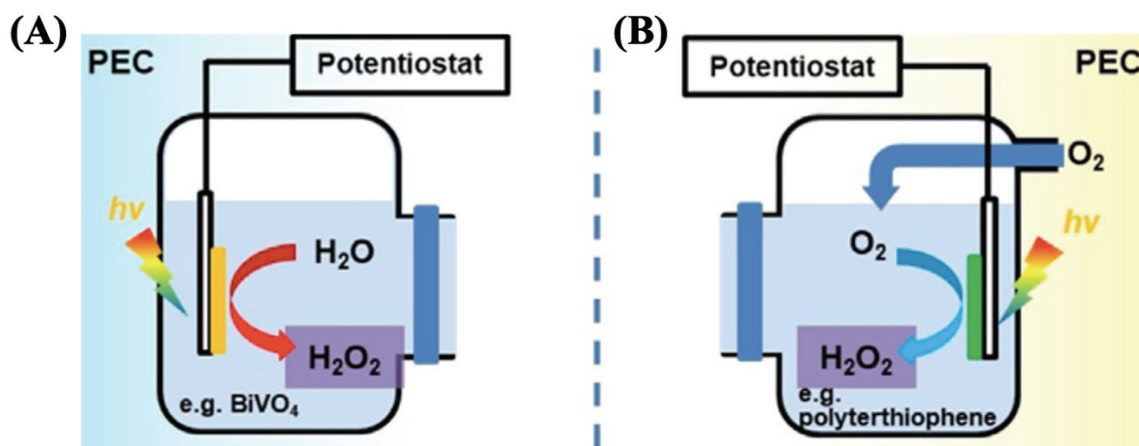 (A)
PEC
Potentiostat
hv
H₂O
H₂O₂
e.g. BiVO₄
(B)
Potentiostat
PEC
O₂
hv
O₂
H₂O₂
e.g.
polyterthiophene